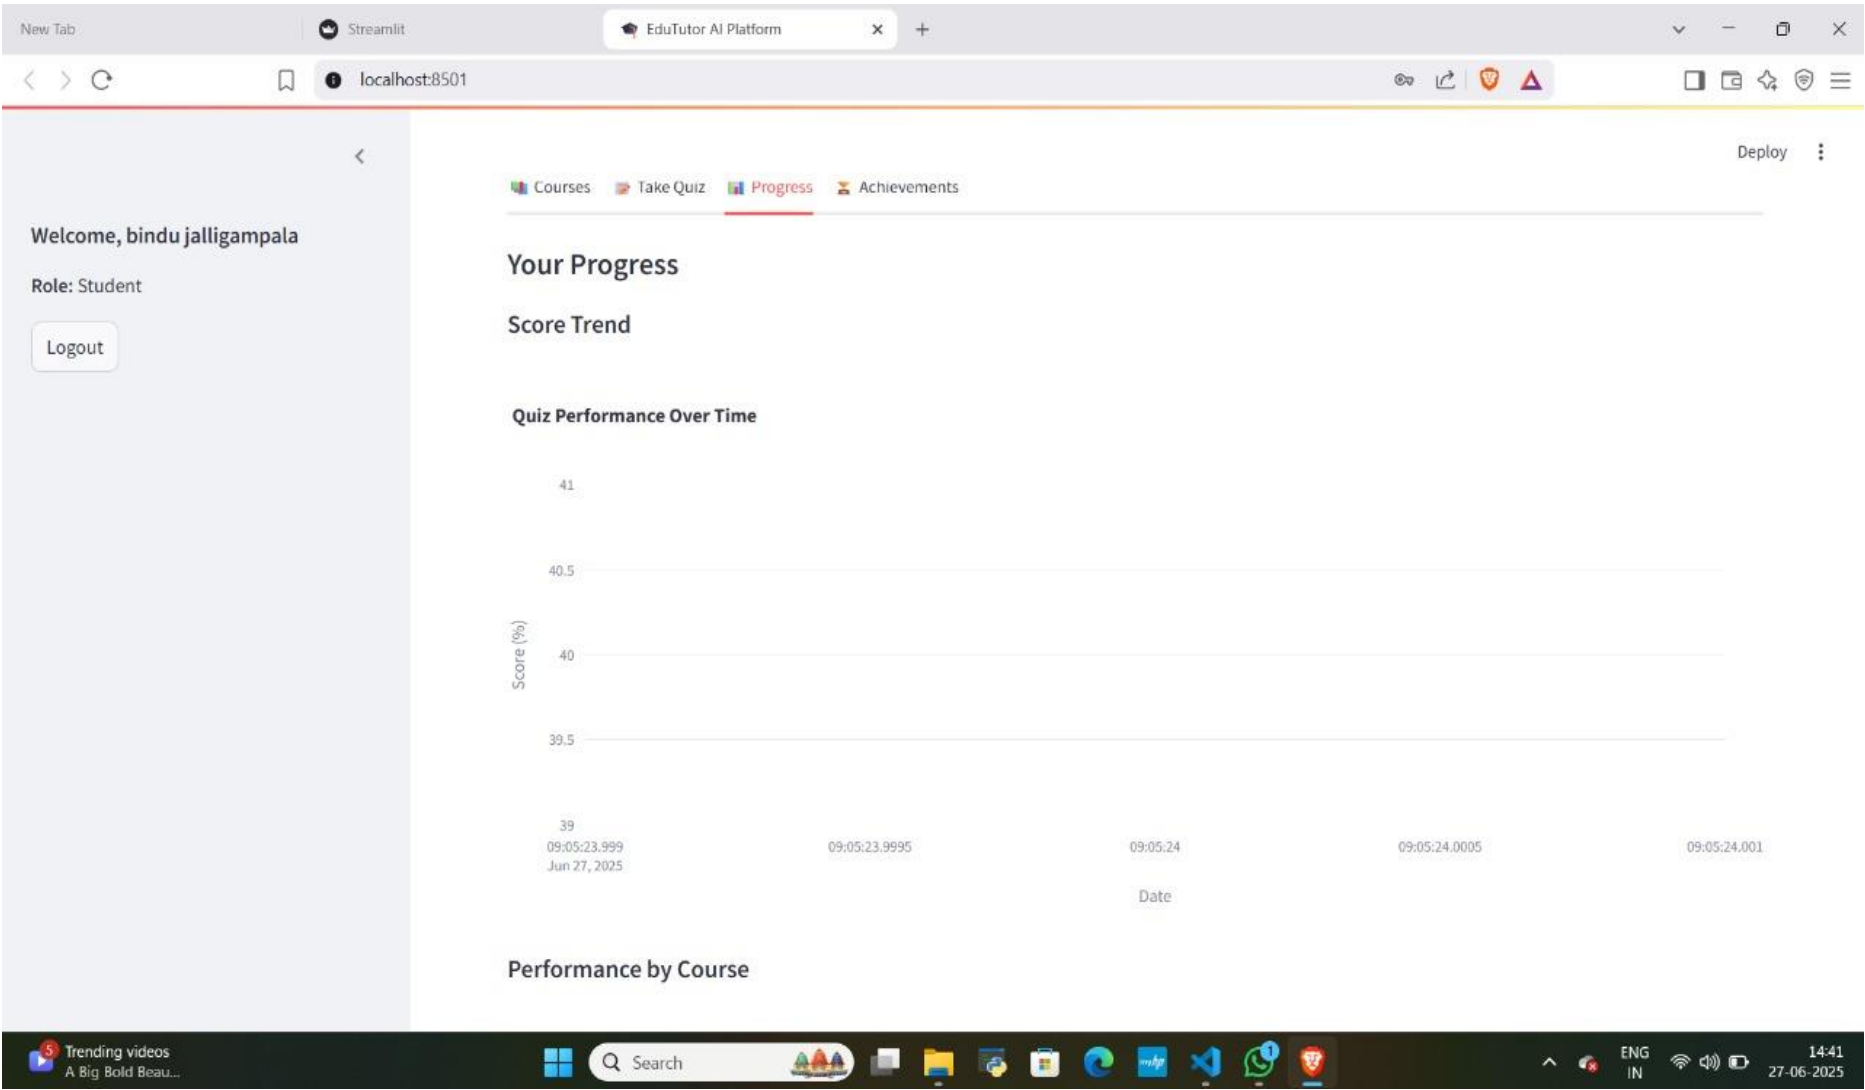 New Tab
Streamlit
EduTutor AI Platform
localhost:8501
Deploy
Welcome, bindu jalligampala
Role: Student
Logout
Courses
Take Quiz
Progress
Achievements
Your Progress
Score Trend
Quiz Performance Over Time
41
40.5
40
39.5
39
Score (%)
09:05:23.999
Jun 27, 2025
09:05:23.9995
09:05:24
09:05:24.0005
09:05:24.001
Date
Performance by Course
5
Trending videos
A Big Bold Beau...
Search
myhp
1
ENG
IN
14:41
27-06-2025